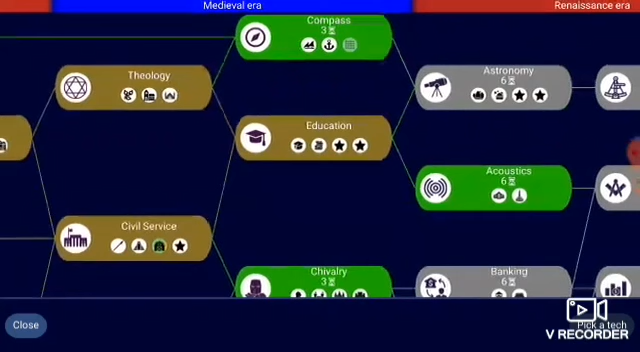 Medieval era
Renaissance era
Compass
3
Theology
Astronomy
6
Education
Acoustics
6
Civil Service
Chivalry
3
Banking
6
Close
Pick a tech
V RECORDER